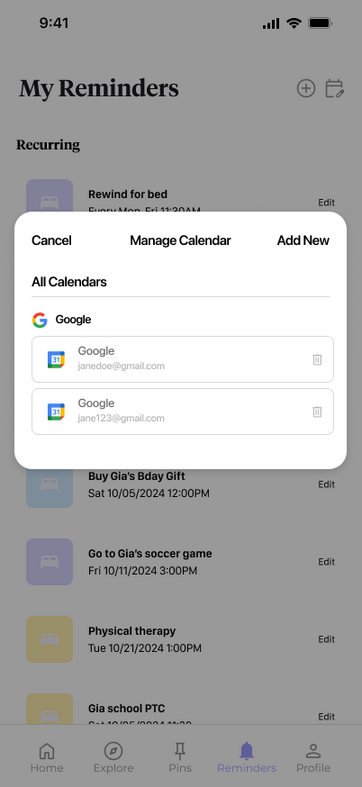 9:41
My Reminders
Recurring
Rewind for bed
Every Mon, Fri 11:30AM
Edit
Cancel
Manage Calendar
Add New
All Calendars
Google
31
Google
janedoe@gmail.com
31
Google
jane123@gmail.com
Buy Gia's Bday Gift
Sat 10/05/2024 12:00PM
Edit
Go to Gia's soccer game
Fri 10/11/2024 3:00PM
Edit
Physical therapy
Tue 10/21/2024 1:00PM
Edit
Gia school PTC
Edit
Home
Explore
Pins
Reminders
Profile